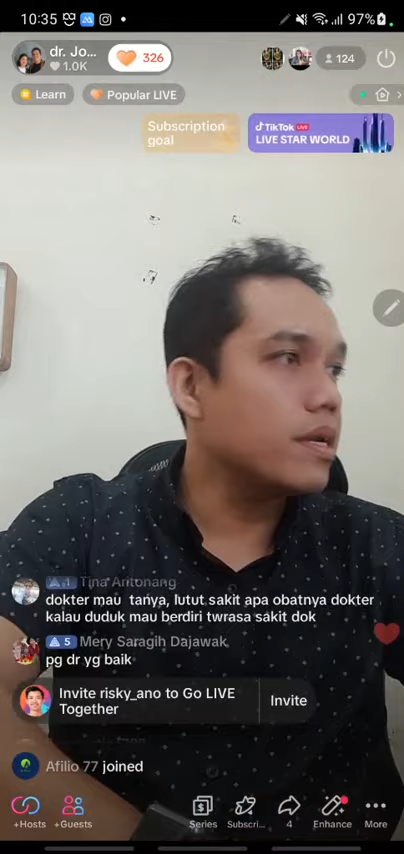 10:35
97%
dr. Jo...
1.0K
326
124
Learn
Popular LIVE
Subscription
goal
TikTok LIVE
LIVE STAR WORLD
Tina Antonang
dokter mau tanya, lutut sakit apa obatnya dokter
kalau duduk mau berdiri twrasa sakit dok
5 Mery Saragih Dajawak
pg dr yg baik
Invite risky_ano to Go LIVE
Together
Invite
Afilio 77 joined
+Hosts
+Guests
Series
Subscri...
4
Enhance
More